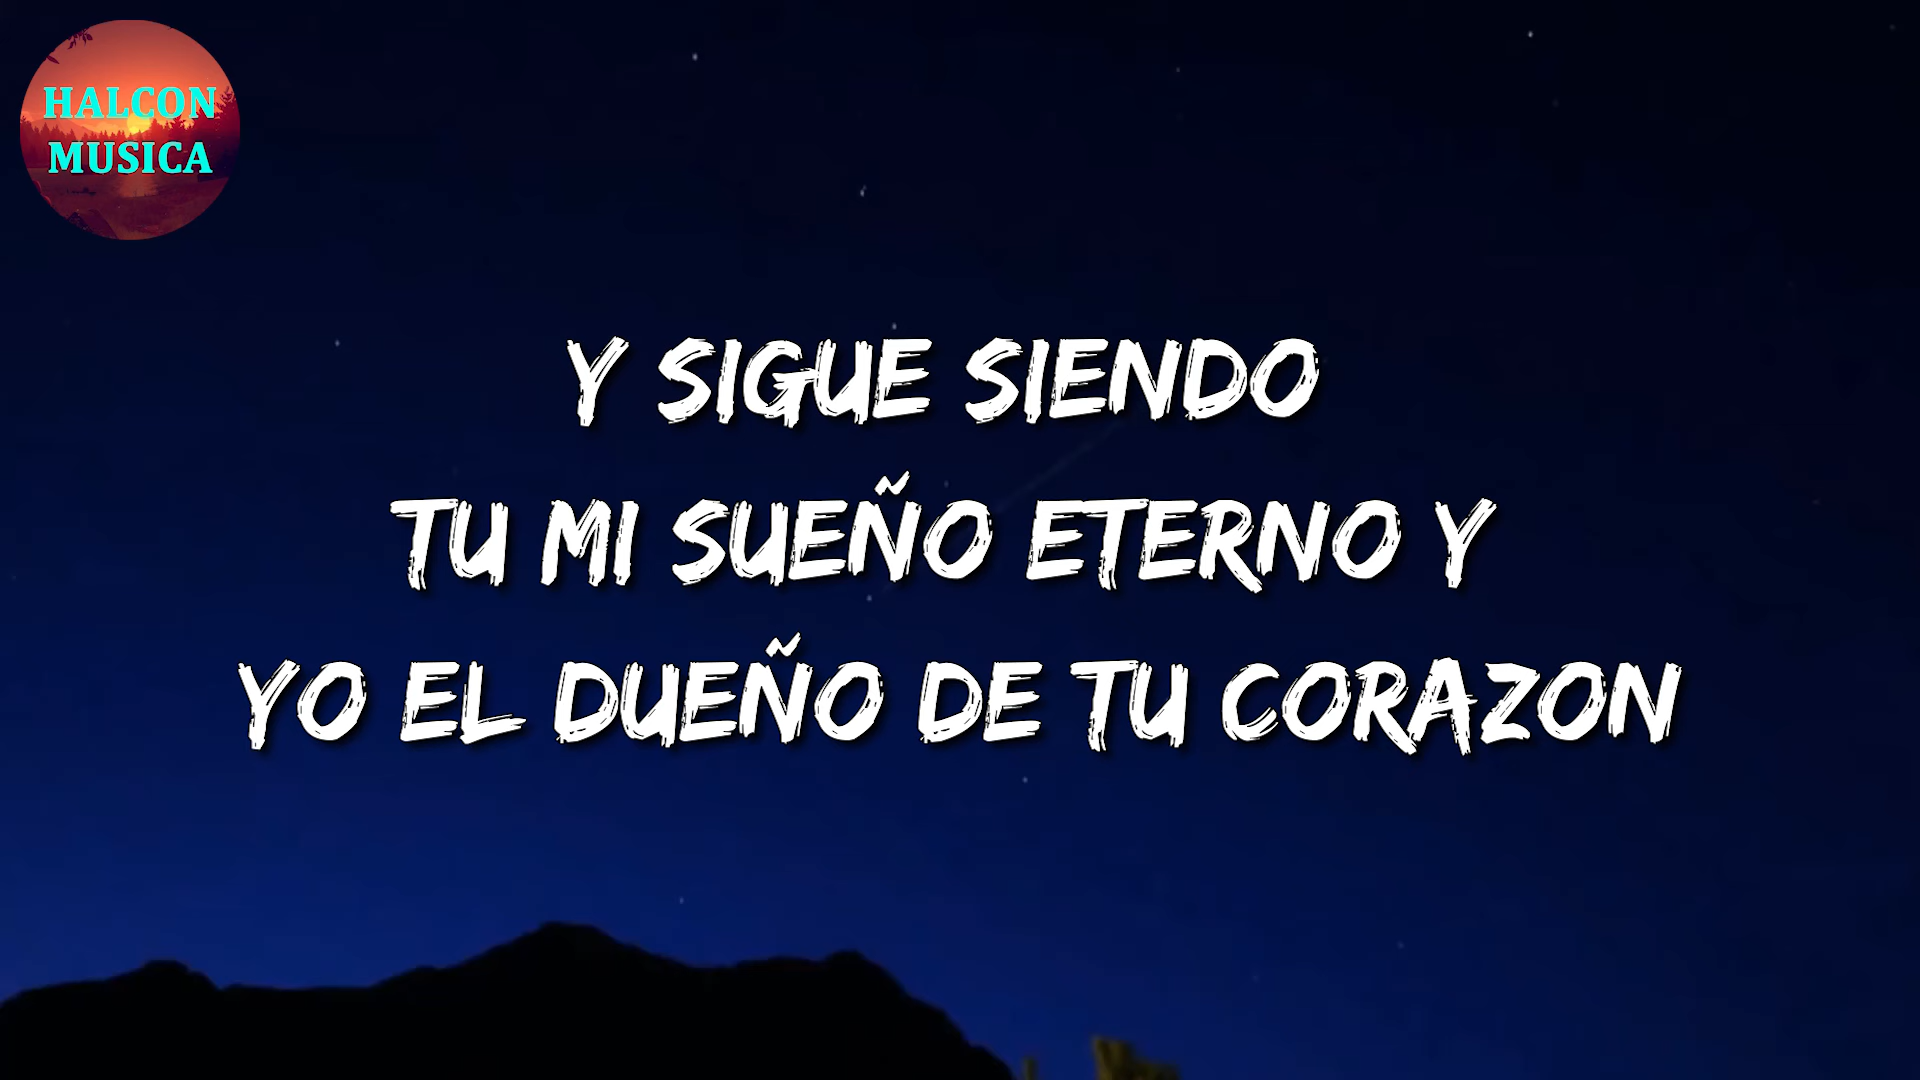 HALCON
MUSICA
Y SIGUE SIENDO
TU MI SUEÑO ETERNO Y
YO EL DUEÑO DE TU CORAZON